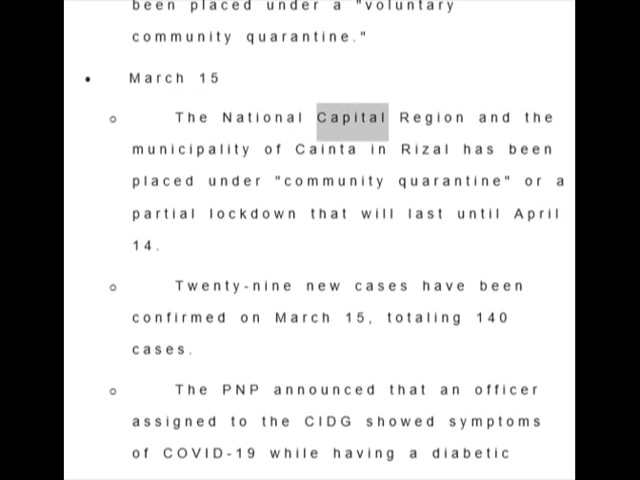 been placed under a "voluntary
community quarantine."
• March 15
o The National Capital Region and the
municipality of Cainta in Rizal has been
placed under "community quarantine" or a
partial lockdown that will last until April
14.
o Twenty-nine new cases have been
confirmed on March 15, totaling 140
cases.
o The PNP announced that an officer
assigned to the CIDG showed symptoms
of COVID-19 while having a diabetic